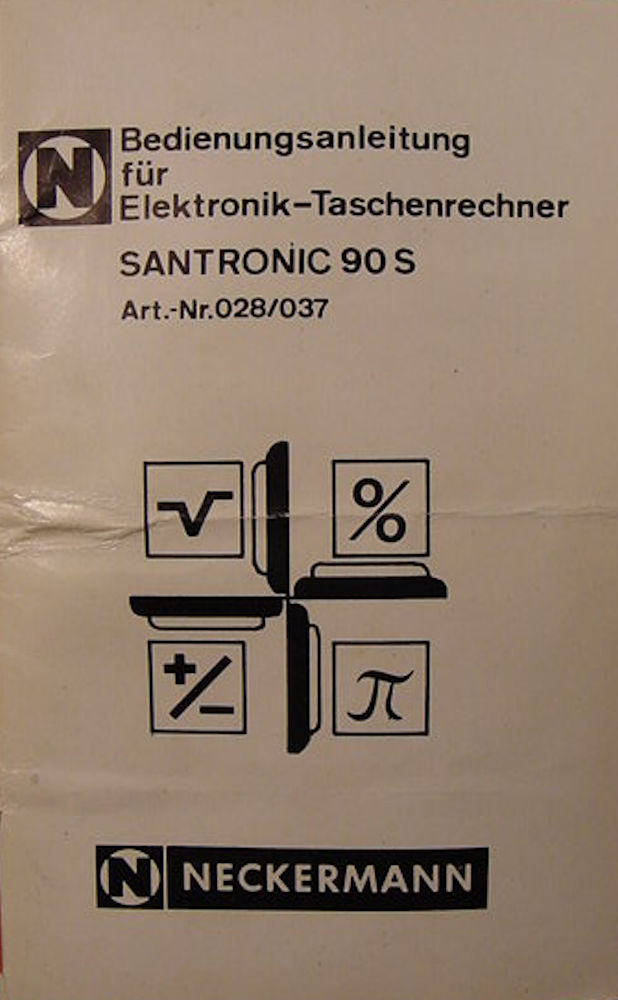 N
Bedienungsanleitung
für
Elektronik-Taschenrechner
SANTRONIC 90 S
Art.-Nr.028/037
√ %
+/− π
N NECKERMANN